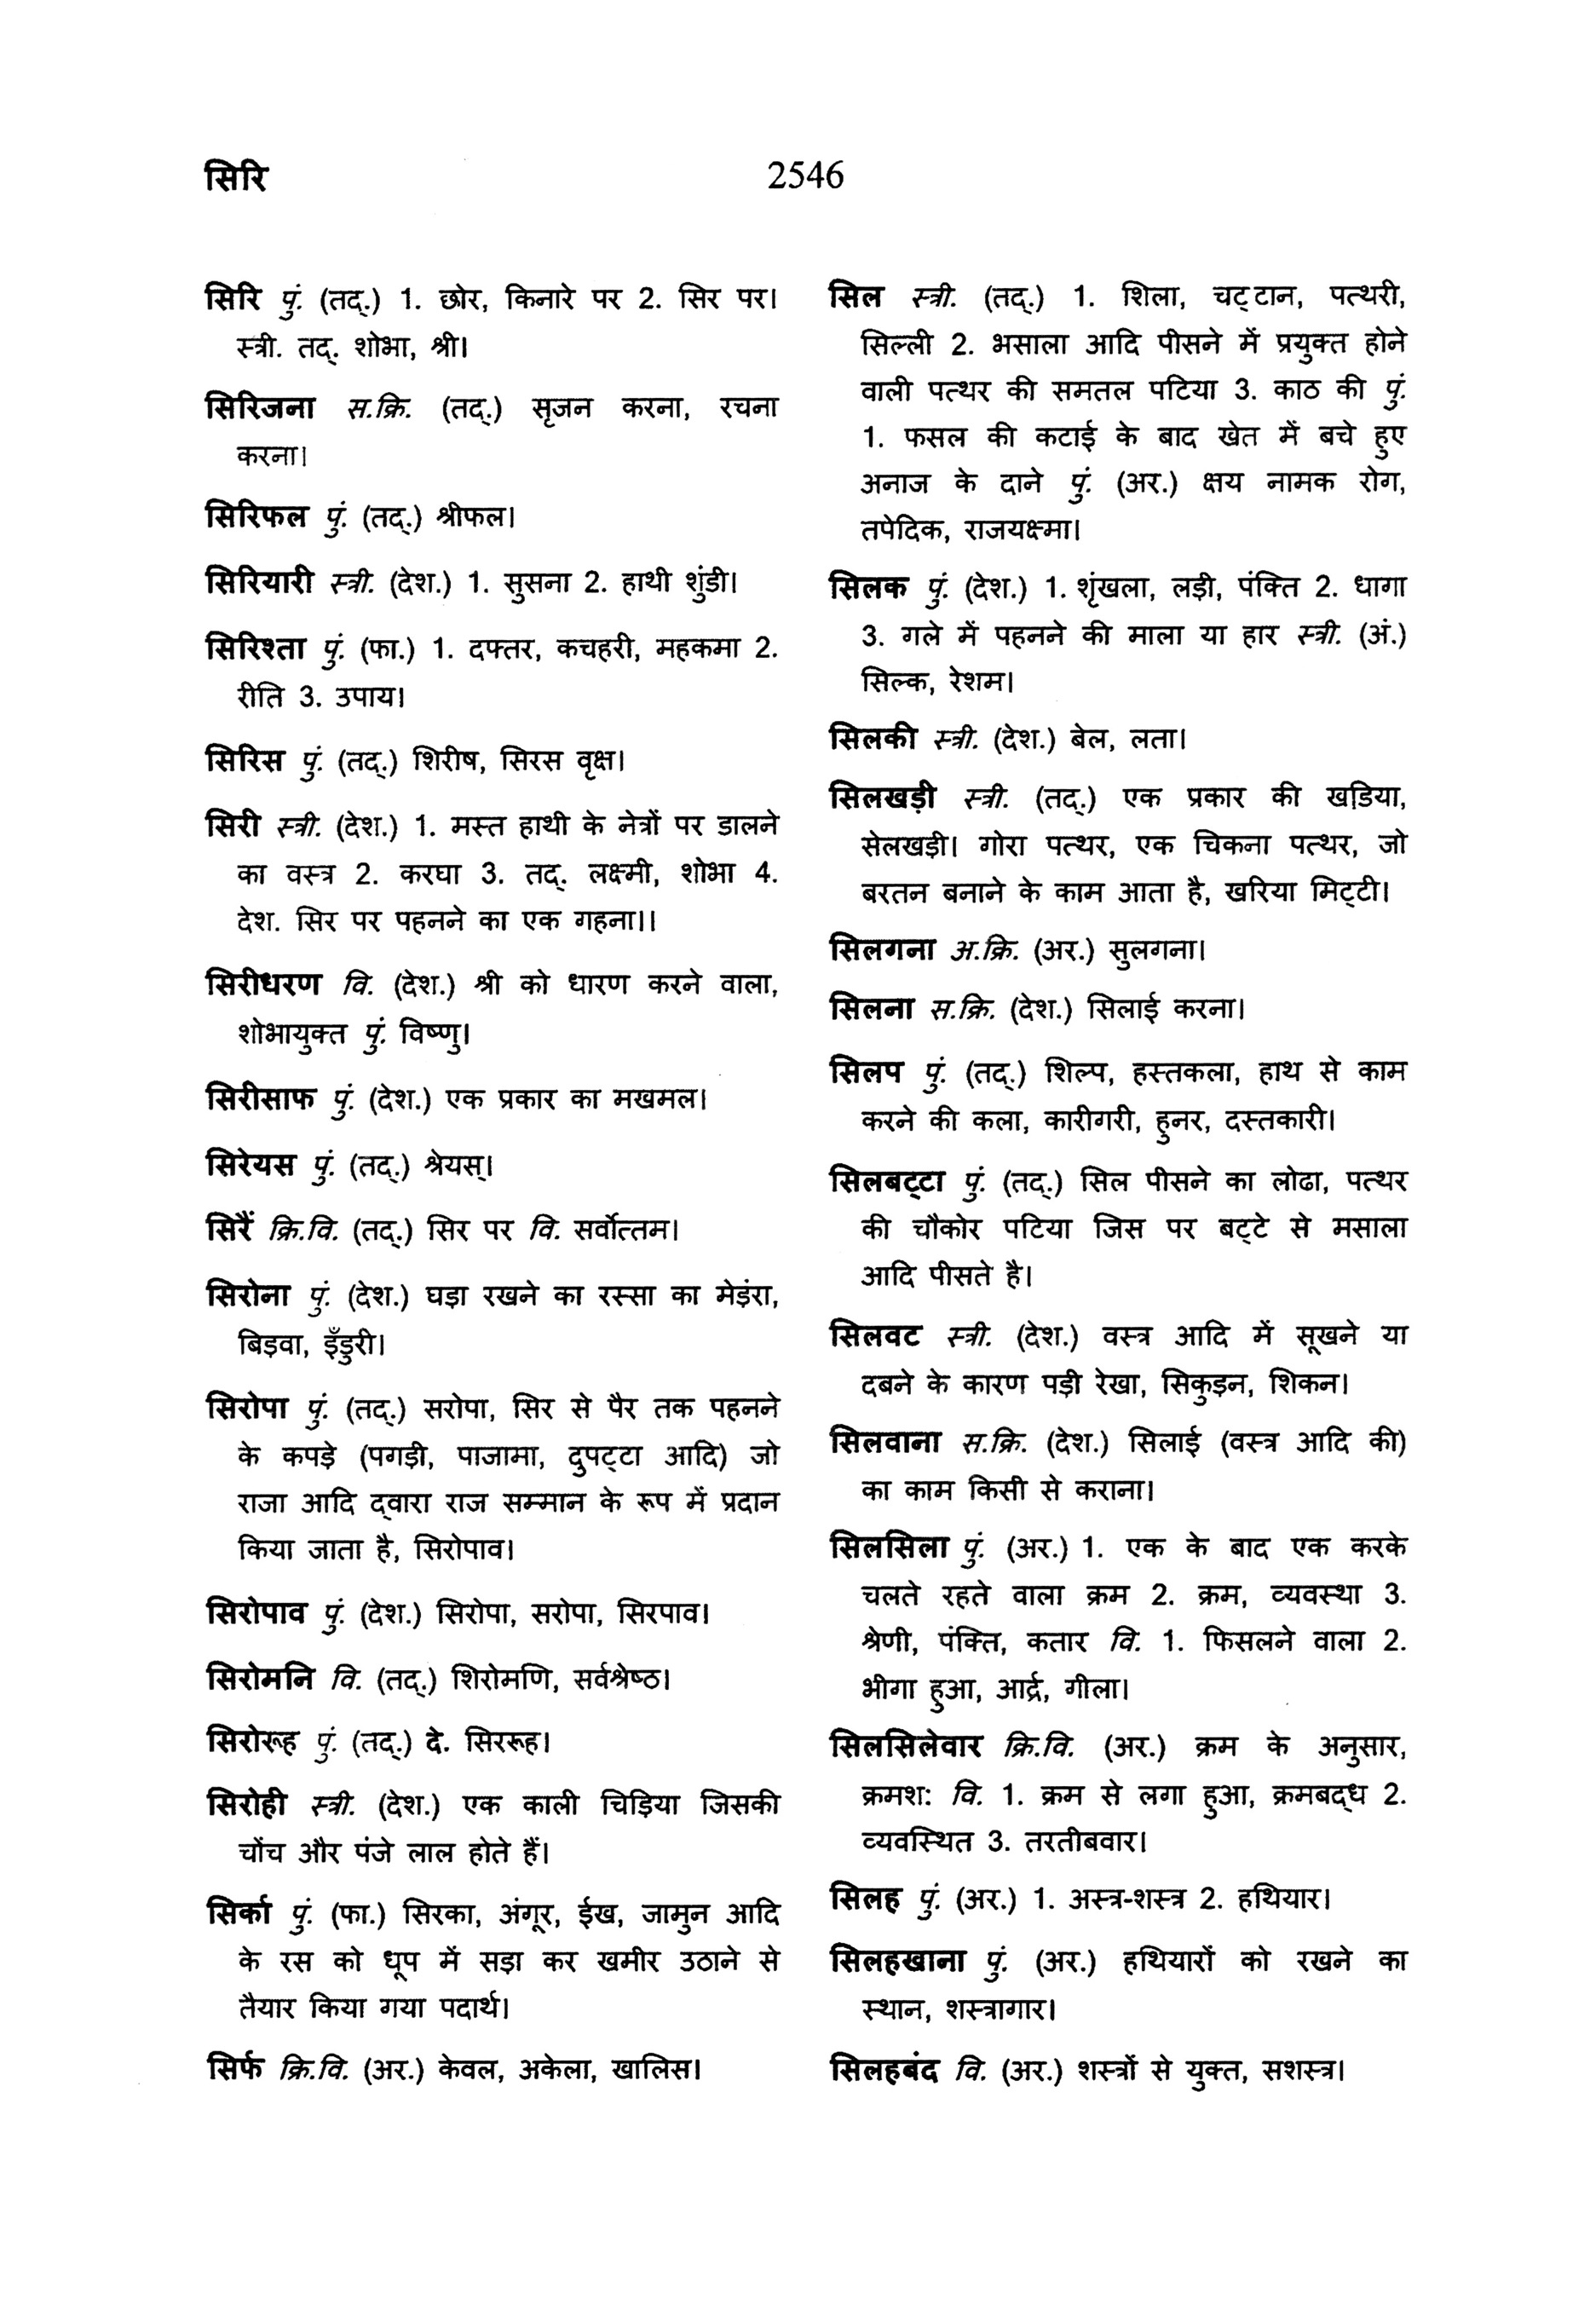 सिरि
2546
सिरि पुं. (तद्.) 1. छोर, किनारे पर 2. सिर पर।
स्त्री. तद्. शोभा, श्री।
सिरिजना स.क्रि. (तद्.) सृजन करना, रचना
करना।
सिरिफल पुं. (तद्.) श्रीफल।
सिरियारी स्त्री. (देश.) 1. सुसना 2. हाथी शुंडी।
सिरिश्ता पुं. (फा.) 1. दफ्तर, कचहरी, महकमा 2.
रीति 3. उपाय।
सिरिस पुं. (तद्.) शिरीष, सिरस वृक्ष।
सिरी स्त्री. (देश.) 1. मस्त हाथी के नेत्रों पर डालने
का वस्त्र 2. करघा 3. तद्. लक्ष्मी, शोभा 4.
देश. सिर पर पहनने का एक गहना।।
सिरीधरण वि. (देश.) श्री को धारण करने वाला,
शोभायुक्त पुं. विष्णु।
सिरीसाफ पुं. (देश.) एक प्रकार का मखमल।
सिरेयस पुं. (तद्.) श्रेयस्।
सिरैं क्रि.वि. (तद्.) सिर पर वि. सर्वोत्तम।
सिरोना पुं. (देश.) घड़ा रखने का रस्सा का मेड़ंरा,
बिड़वा, इँडुरी।
सिरोपा पुं. (तद्.) सरोपा, सिर से पैर तक पहनने
के कपड़े (पगड़ी, पाजामा, दुपट्टा आदि) जो
राजा आदि द्वारा राज सम्मान के रूप में प्रदान
किया जाता है, सिरोपाव।
सिरोपाव पुं. (देश.) सिरोपा, सरोपा, सिरपाव।
सिरोमनि वि. (तद्.) शिरोमणि, सर्वश्रेष्ठ।
सिरोरूह पुं. (तद्.) दे. सिररूह।
सिरोही स्त्री. (देश.) एक काली चिड़िया जिसकी
चोंच और पंजे लाल होते हैं।
सिर्का पुं. (फा.) सिरका, अंगूर, ईख, जामुन आदि
के रस को धूप में सड़ा कर खमीर उठाने से
तैयार किया गया पदार्थ।
सिर्फ क्रि.वि. (अर.) केवल, अकेला, खालिस।
सिल स्त्री. (तद्.) 1. शिला, चट्टान, पत्थरी,
सिल्ली 2. भसाला आदि पीसने में प्रयुक्त होने
वाली पत्थर की समतल पटिया 3. काठ की पुं.
1. फसल की कटाई के बाद खेत में बचे हुए
अनाज के दाने पुं. (अर.) क्षय नामक रोग,
तपेदिक, राजयक्ष्मा।
सिलक पुं. (देश.) 1. शृंखला, लड़ी, पंक्ति 2. धागा
3. गले में पहनने की माला या हार स्त्री. (अं.)
सिल्क, रेशम।
सिलकी स्त्री. (देश.) बेल, लता।
सिलखड़ी स्त्री. (तद्.) एक प्रकार की खडिया,
सेलखड़ी। गोरा पत्थर, एक चिकना पत्थर, जो
बरतन बनाने के काम आता है, खरिया मिट्टी।
सिलगना अ.क्रि. (अर.) सुलगना।
सिलना स.क्रि. (देश.) सिलाई करना।
सिलप पुं. (तद्.) शिल्प, हस्तकला, हाथ से काम
करने की कला, कारीगरी, हुनर, दस्तकारी।
सिलबट्टा पुं. (तद्.) सिल पीसने का लोढा, पत्थर
की चौकोर पटिया जिस पर बट्टे से मसाला
आदि पीसते है।
सिलवट स्त्री. (देश.) वस्त्र आदि में सूखने या
दबने के कारण पड़ी रेखा, सिकुड़न, शिकन।
सिलवाना स.क्रि. (देश.) सिलाई (वस्त्र आदि की)
का काम किसी से कराना।
सिलसिला पुं. (अर.) 1. एक के बाद एक करके
चलते रहते वाला क्रम 2. क्रम, व्यवस्था 3.
श्रेणी, पंक्ति, कतार वि. 1. फिसलने वाला 2.
भीगा हुआ, आर्द्र, गीला।
सिलसिलेवार क्रि.वि. (अर.) क्रम के अनुसार,
क्रमश: वि. 1. क्रम से लगा हुआ, क्रमबद्ध 2.
व्यवस्थित 3. तरतीबवार।
सिलह पुं. (अर.) 1. अस्त्र-शस्त्र 2. हथियार।
सिलहखाना पुं. (अर.) हथियारों को रखने का
स्थान, शस्त्रागार।
सिलहबंद वि. (अर.) शस्त्रों से युक्त, सशस्त्र।